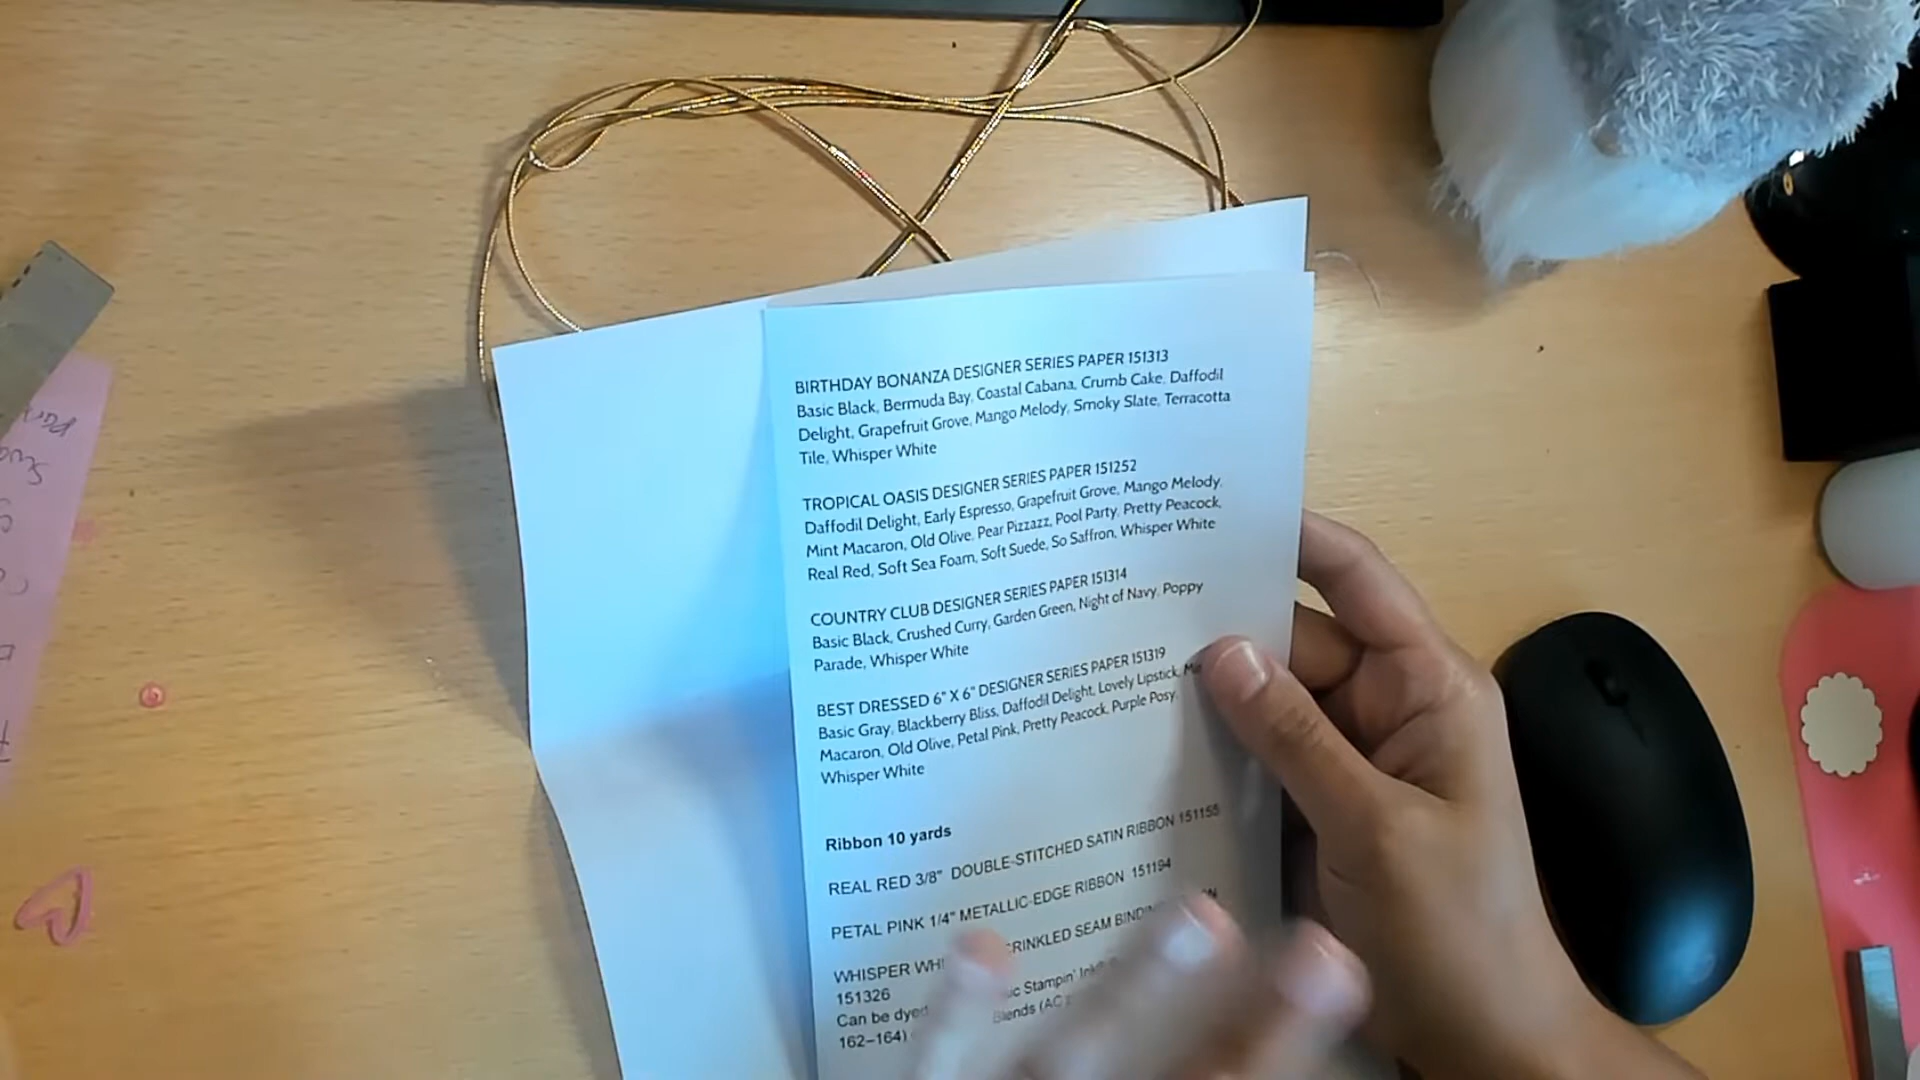 BIRTHDAY BONANZA DESIGNER SERIES PAPER 151313
Basic Black, Bermuda Bay, Coastal Cabana, Crumb Cake, Daffodil
Delight, Grapefruit Grove, Mango Melody, Smoky Slate, Terracotta
Tile, Whisper White
TROPICAL OASIS DESIGNER SERIES PAPER 151252
Daffodil Delight, Early Espresso, Grapefruit Grove, Mango Melody,
Mint Macaron, Old Olive, Pear Pizzazz, Pool Party, Pretty Peacock,
Real Red, Soft Sea Foam, Soft Suede, So Saffron, Whisper White
COUNTRY CLUB DESIGNER SERIES PAPER 151314
Basic Black, Crushed Curry, Garden Green, Night of Navy, Poppy
Parade, Whisper White
BEST DRESSED 6" X 6" DESIGNER SERIES PAPER 151319
Basic Gray, Blackberry Bliss, Daffodil Delight, Lovely Lipstick,
Macaron, Old Olive, Petal Pink, Pretty Peacock, Purple Posy,
Whisper White
Ribbon 10 yards
REAL RED 3/8" DOUBLE-STITCHED SATIN RIBBON 151155
PETAL PINK 1/4" METALLIC-EDGE RIBBON 151194
WHISPER SEAM
151326
Can be Stampin'
162–164) Blends (AC